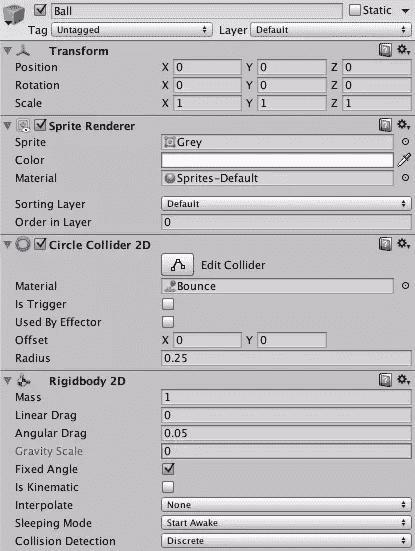 Ball Static
Tag Untagged Layer Default
Transform
Position X 0 Y 0 Z 0
Rotation X 0 Y 0 Z 0
Scale X 1 Y 1 Z 1
Sprite Renderer
Sprite Grey
Color
Material Sprites-Default
Sorting Layer Default
Order in Layer 0
Circle Collider 2D
Edit Collider
Material Bounce
Is Trigger
Used By Effector
Offset X 0 Y 0
Radius 0.25
Rigidbody 2D
Mass 1
Linear Drag 0
Angular Drag 0.05
Gravity Scale 0
Fixed Angle
Is Kinematic
Interpolate None
Sleeping Mode Start Awake
Collision Detection Discrete